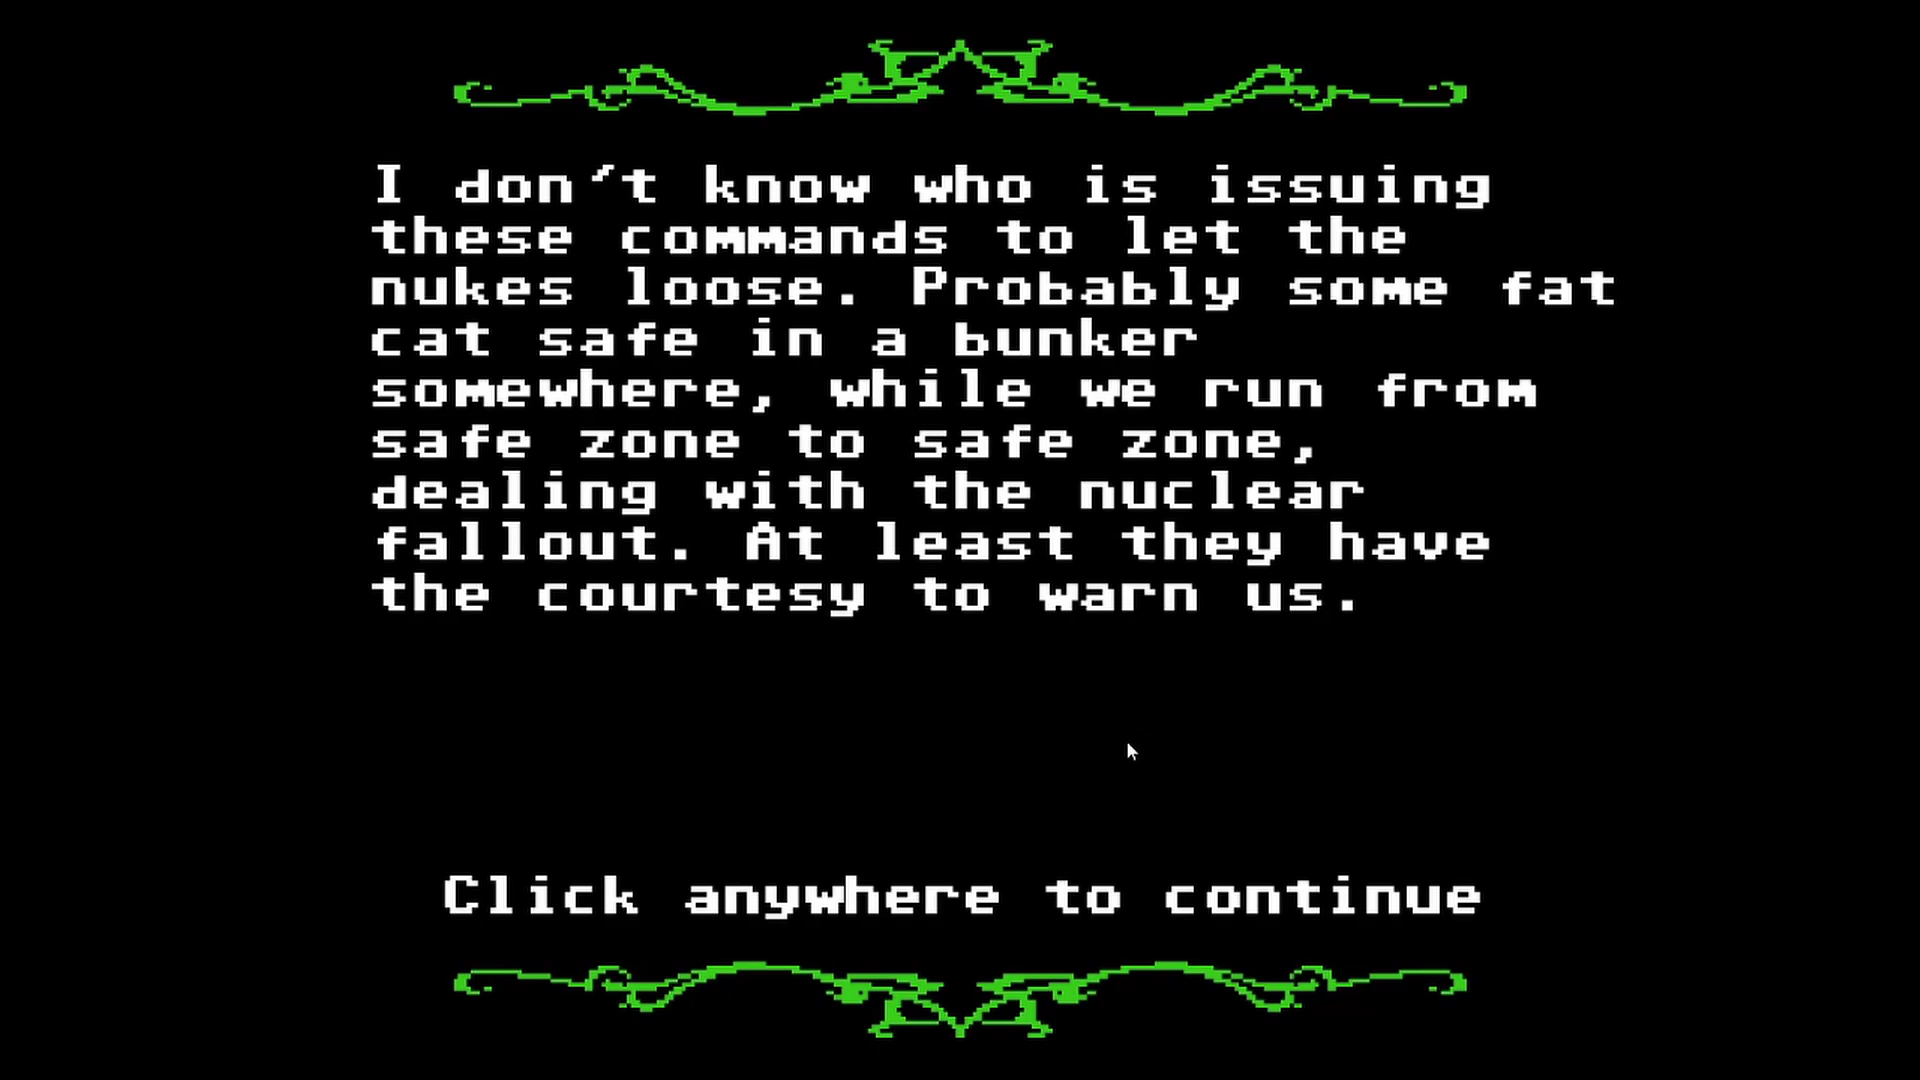 I don't know who is issuing
these commands to let the
nukes loose. Probably some fat
cat safe in a bunker
somewhere, while we run from
safe zone to safe zone,
dealing with the nuclear
fallout. At least they have
the courtesy to warn us.
Click anywhere to continue